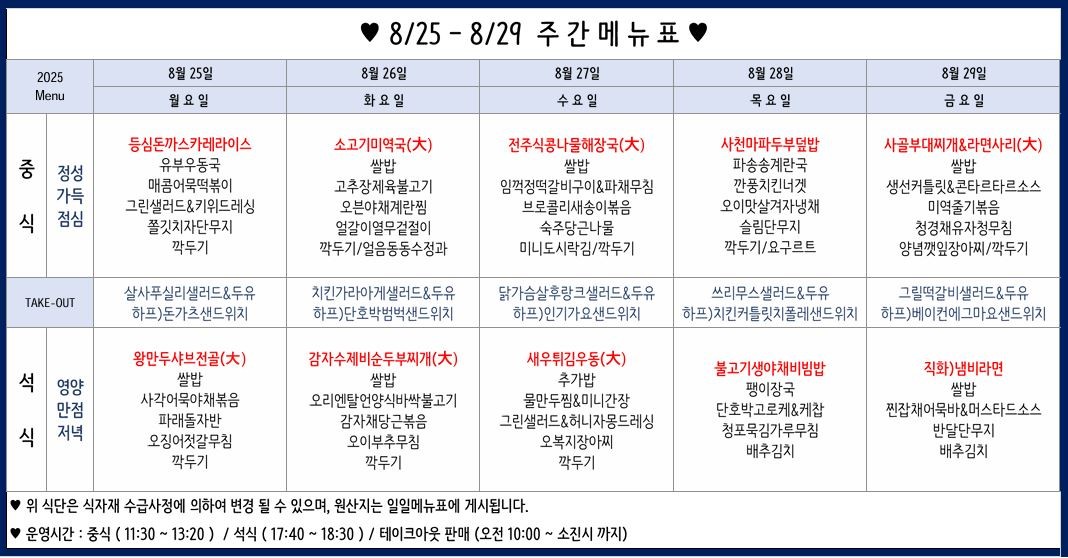 ♥ 8/25 - 8/29 주간메뉴표 ♥
2025
Menu
8월 25일
8월 26일
8월 27일
8월 28일
8월 29일
월요일
화요일
수요일
목요일
금요일
중식
정성
가득
점심
등심돈까스카레라이스
유부우동국
매콤어묵떡볶이
그린샐러드&키위드레싱
쫄깃치자단무지
깍두기
소고기미역국(大)
쌀밥
고추장제육불고기
오븐야채계란찜
얼갈이열무겉절이
깍두기/얼음동동수정과
전주식콩나물해장국(大)
쌀밥
임꺽정떡갈비구이&파채무침
브로콜리새송이볶음
숙주당근나물
미니도시락김/깍두기
사천마파두부덮밥
파송송계란국
깐풍치킨너겟
오이맛살겨자냉채
슬림단무지
깍두기/요구르트
사골부대찌개&라면사리(大)
쌀밥
생선커틀릿&콘타르타르소스
미역줄기볶음
청경채유자청무침
양념깻잎장아찌/깍두기
TAKE-OUT
살사푸실리샐러드&두유
하프)돈가츠샌드위치
치킨가라아게샐러드&두유
하프)단호박범벅샌드위치
닭가슴살후랑크샐러드&두유
하프)인기가요샌드위치
쓰리무스샐러드&두유
하프)치킨커틀릿치폴레샌드위치
그릴떡갈비샐러드&두유
하프)베이컨에그마요샌드위치
석식
영양
만점
저녁
왕만두샤브전골(大)
쌀밥
사각어묵야채볶음
파래돌자반
오징어젓갈무침
깍두기
감자수제비순두부찌개(大)
쌀밥
오리엔탈언양식바싹불고기
감자채당근볶음
오이부추무침
깍두기
새우튀김우동(大)
추가밥
물만두찜&미니간장
그린샐러드&허니자몽드레싱
오복지장아찌
깍두기
불고기생야채비빔밥
팽이장국
단호박고로케&케찹
청포묵김가루무침
배추김치
직화)냄비라면
쌀밥
찐잡채어묵바&머스타드소스
반달단무지
배추김치
♥ 위 식단은 식자재 수급사정에 의하여 변경 될 수 있으며, 원산지는 일일메뉴표에 게시됩니다.
♥ 운영시간 : 중식 ( 11:30 ~ 13:20 ) / 석식 ( 17:40 ~ 18:30 ) / 테이크아웃 판매 (오전 10:00 ~ 소진시 까지)